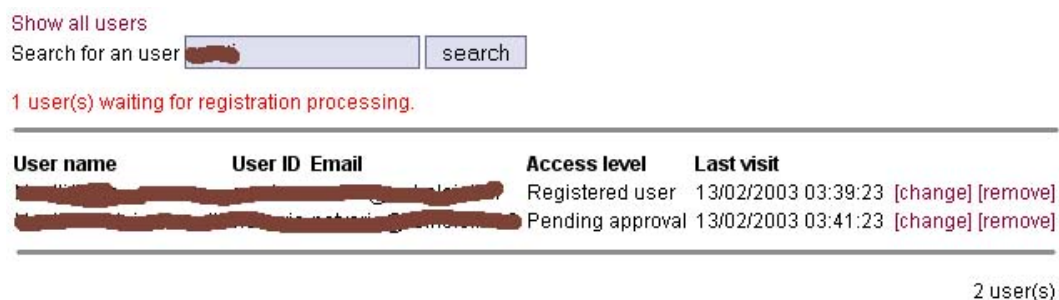 Show all users
Search for an user search
1 user(s) waiting for registration processing.
User name User ID Email Access level Last visit
Registered user 13/02/2003 03:39:23 [change] [remove]
Pending approval 13/02/2003 03:41:23 [change] [remove]
2 user(s)